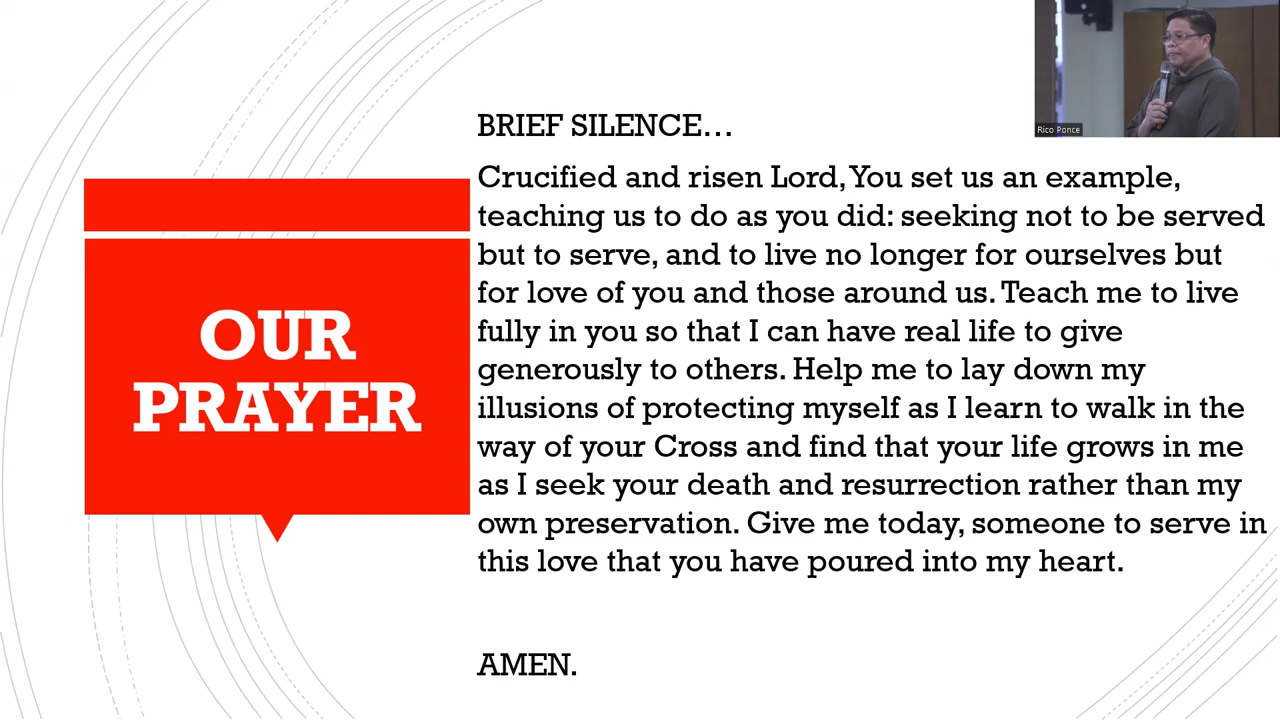 Rico Ponce
OUR
PRAYER
BRIEF SILENCE...
Crucified and risen Lord, You set us an example,
teaching us to do as you did: seeking not to be served
but to serve, and to live no longer for ourselves but
for love of you and those around us. Teach me to live
fully in you so that I can have real life to give
generously to others. Help me to lay down my
illusions of protecting myself as I learn to walk in the
way of your Cross and find that your life grows in me
as I seek your death and resurrection rather than my
own preservation. Give me today, someone to serve in
this love that you have poured into my heart.
AMEN.